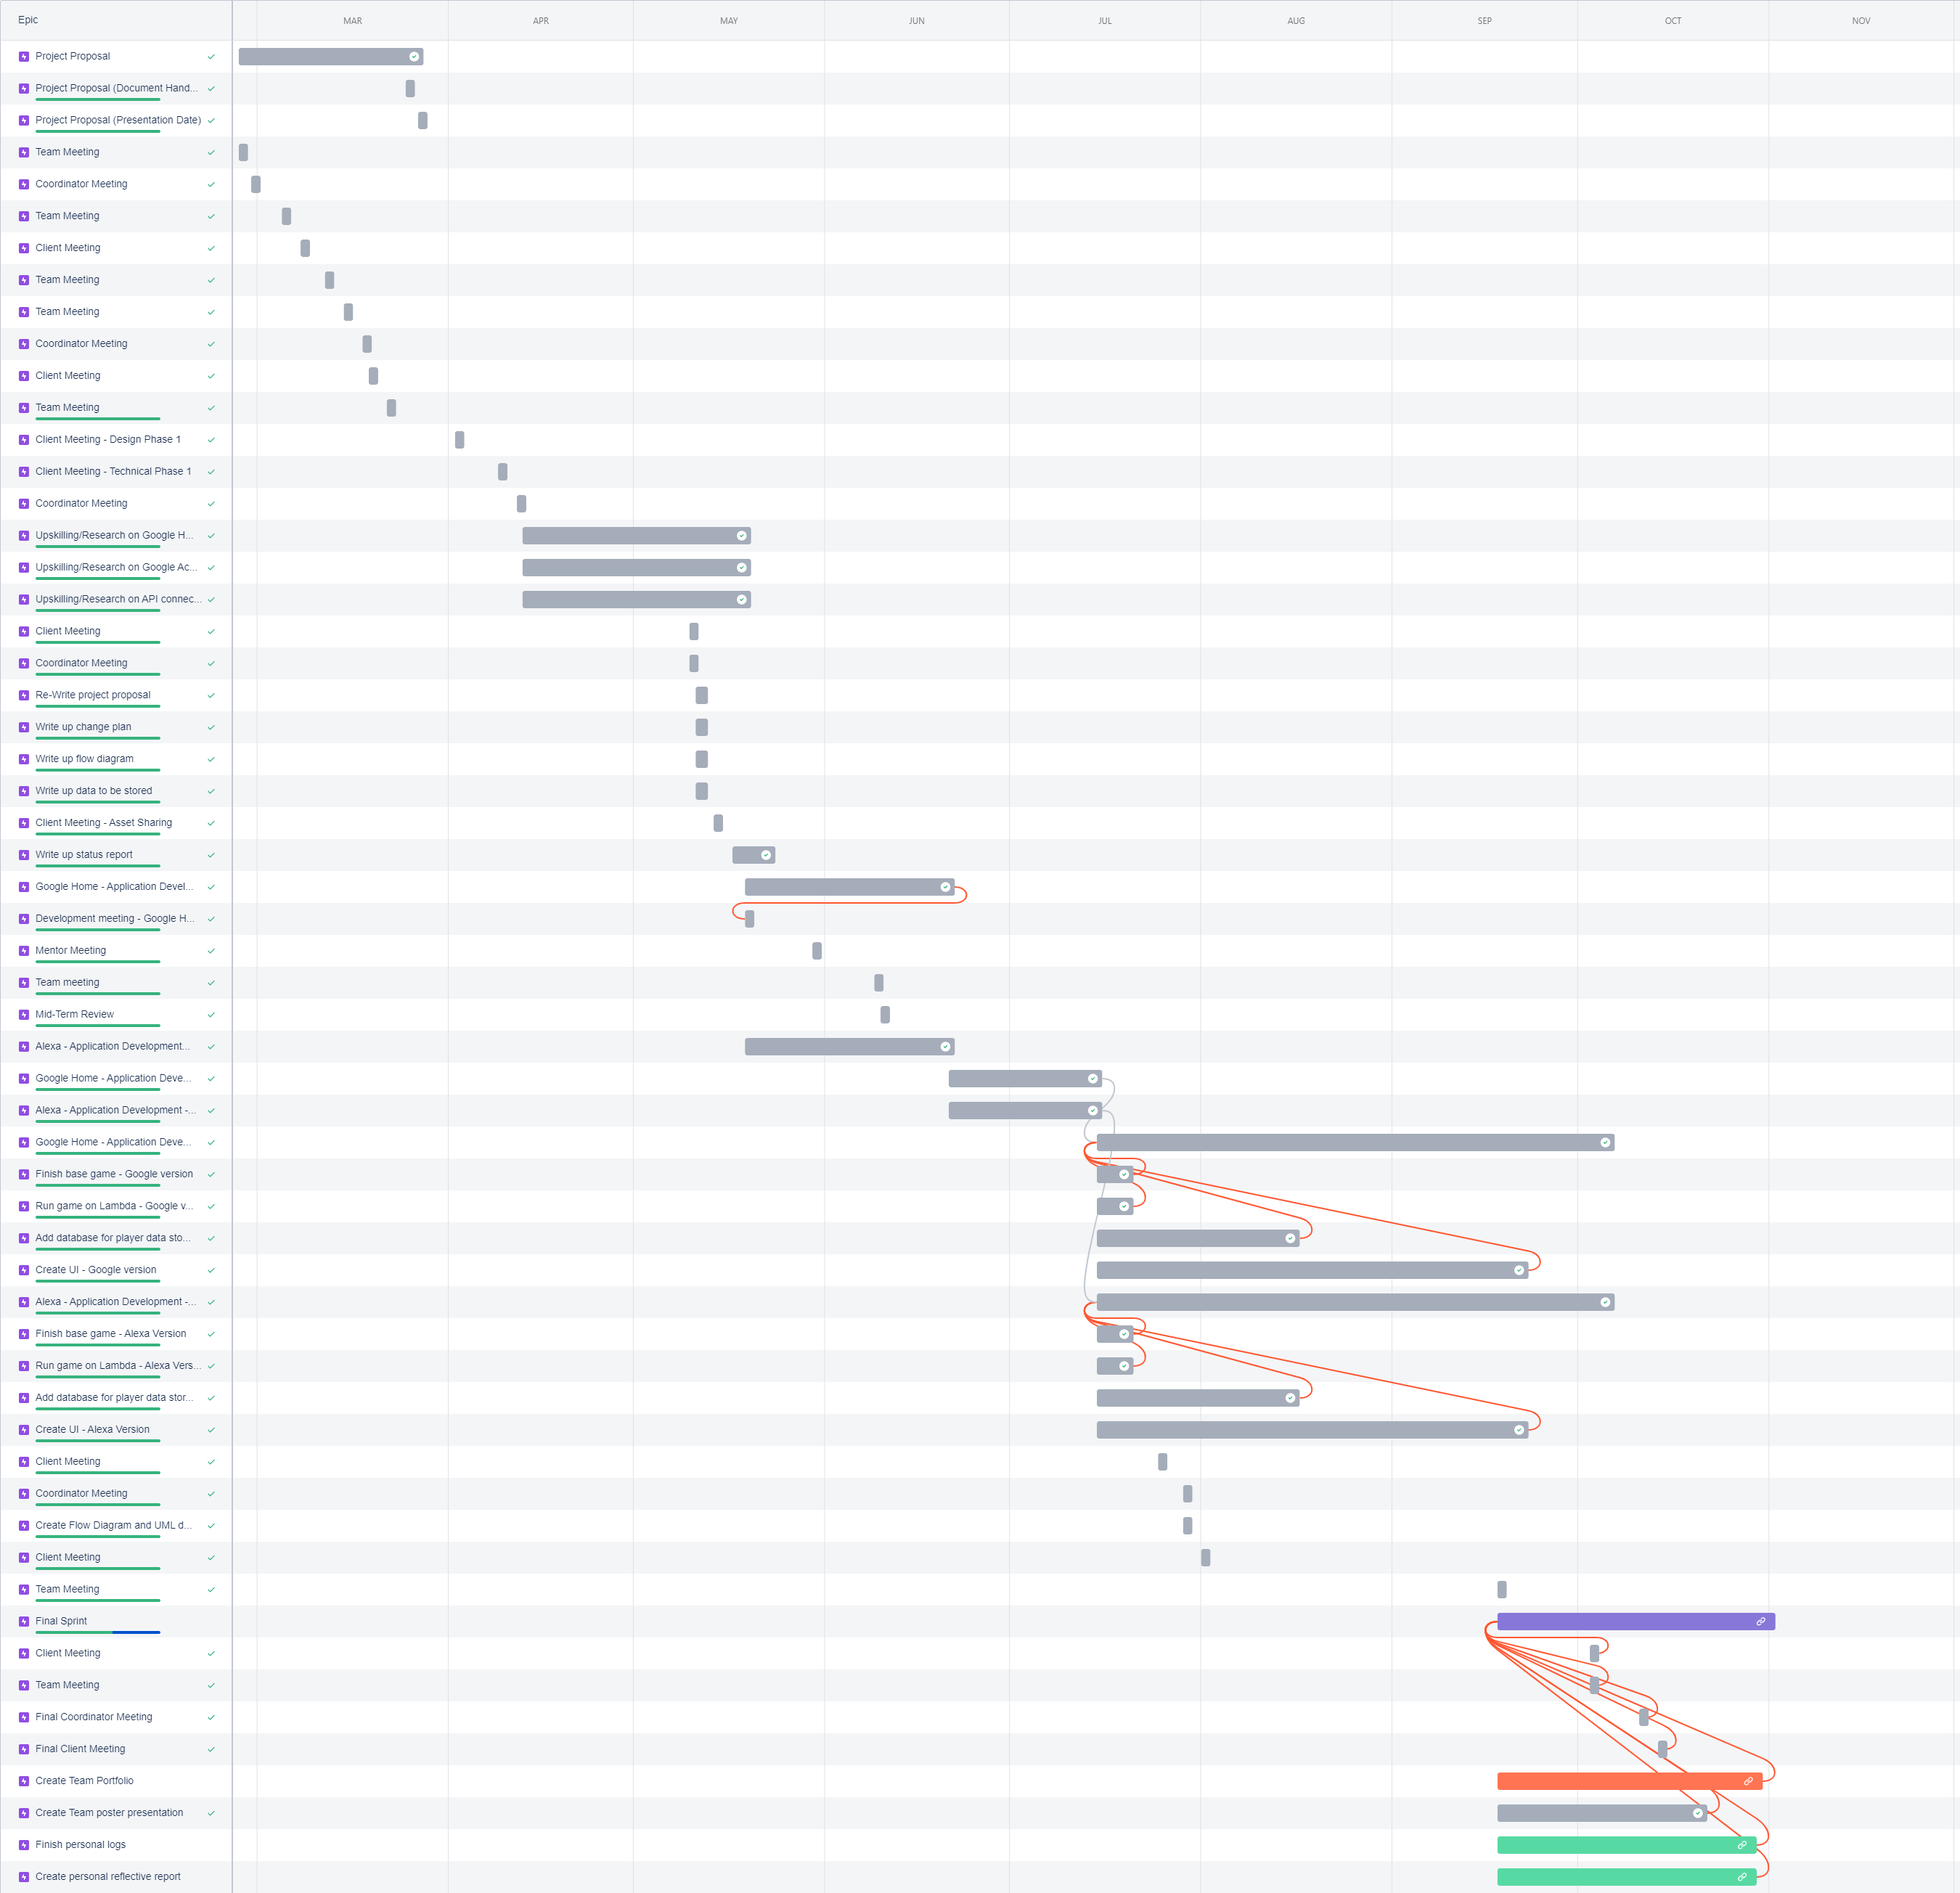 Epic
MAR
APR
MAY
JUN
JUL
AUG
SEP
OCT
NOV
Project Proposal
Project Proposal (Document Hand...
Project Proposal (Presentation Date)
Team Meeting
Coordinator Meeting
Team Meeting
Client Meeting
Team Meeting
Team Meeting
Coordinator Meeting
Client Meeting
Team Meeting
Client Meeting - Design Phase 1
Client Meeting - Technical Phase 1
Coordinator Meeting
Upskilling/Research on Google H...
Upskilling/Research on Google Ac...
Upskilling/Research on API connec...
Client Meeting
Coordinator Meeting
Re-Write project proposal
Write up change plan
Write up flow diagram
Write up data to be stored
Client Meeting - Asset Sharing
Write up status report
Google Home - Application Devel...
Development meeting - Google H...
Mentor Meeting
Team meeting
Mid-Term Review
Alexa - Application Development...
Google Home - Application Deve...
Alexa - Application Development -...
Google Home - Application Deve...
Finish base game - Google version
Run game on Lambda - Google v...
Add database for player data sto...
Create UI - Google version
Alexa - Application Development -...
Finish base game - Alexa Version
Run game on Lambda - Alexa Vers...
Add database for player data stor...
Create UI - Alexa Version
Client Meeting
Coordinator Meeting
Create Flow Diagram and UML d...
Client Meeting
Team Meeting
Final Sprint
Client Meeting
Team Meeting
Final Coordinator Meeting
Final Client Meeting
Create Team Portfolio
Create Team poster presentation
Finish personal logs
Create personal reflective report